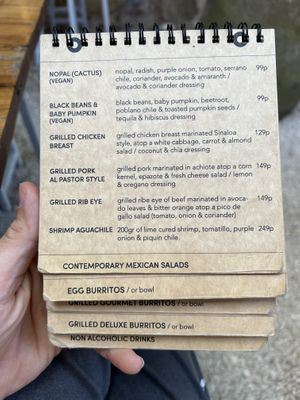 NOPAL (CACTUS) nopal, radish, purple onion, tomato, serrano 99p
(VEGAN) chile, coriander, avocado & amaranth /
avocado & coriander dressing
BLACK BEANS & black beans, baby pumpkin, beetroot, 99p
BABY PUMPKIN poblano chile & toasted pumpkin seeds /
(VEGAN) tequila & hibiscus dressing
GRILLED CHICKEN grilled chicken breast marinated Sinaloa 129p
BREAST style, atop a white cabbage, carrot & almond
salad / coconut & chia dressing
GRILLED PORK grilled pork marinated in achiote atop a corn 149p
AL PASTOR STYLE kernel, epazote & fresh cheese salad / lemon
& oregano dressing
GRILLED RIB EYE grilled rib eye of beef marinated in avoca- 149p
do leaves & bitter orange atop a pico de
gallo salad (tomato, onion & coriander)
SHRIMP AGUACHILE 200gr of lime cured shrimp, tomatillo, purple 249p
onion & piquin chile.
CONTEMPORARY MEXICAN SALADS
EGG BURRITOS / or bowl
GRILLED GOURMET BURRITOS / or bowl
GRILLED DELUXE BURRITOS / or bowl
NON ALCOHOLIC DRINKS